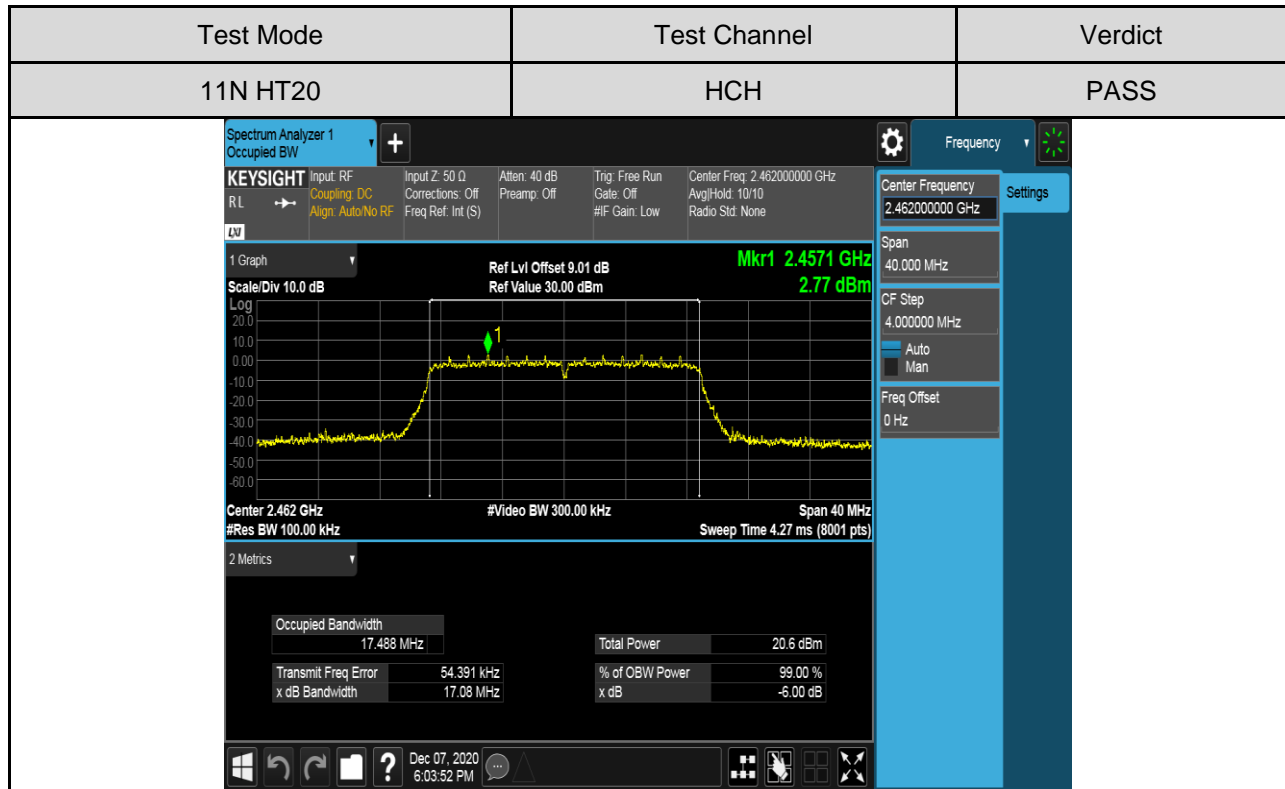 Test Mode Test Channel Verdict
11N HT20 HCH PASS
Spectrum Analyzer 1
Occupied BW
+
Frequency
KEYSIGHT Input: RF Input Z: 50 Ω Atten: 40 dB Trig: Free Run Center Freq: 2.462000000 GHz
RL Coupling: DC Corrections: Off Preamp: Off Gate: Off Avg|Hold: 10/10
Align: Auto/No RF Freq Ref: Int (S) #IF Gain: Low Radio Std: None
LXI
Center Frequency
2.462000000 GHz
Settings
Span
40.000 MHz
CF Step
4.000000 MHz
Auto
Man
Freq Offset
0 Hz
1 Graph Ref Lvl Offset 9.01 dB Mkr1 2.4571 GHz
Scale/Div 10.0 dB Ref Value 30.00 dBm 2.77 dBm
Log
20.0
10.0
1
0.00
-10.0
-20.0
-30.0
-40.0
-50.0
-60.0
Center 2.462 GHz #Video BW 300.00 kHz Span 40 MHz
#Res BW 100.00 kHz Sweep Time 4.27 ms (8001 pts)
2 Metrics
Occupied Bandwidth
17.488 MHz Total Power 20.6 dBm
Transmit Freq Error 54.391 kHz % of OBW Power 99.00 %
x dB Bandwidth 17.08 MHz x dB -6.00 dB
? Dec 07, 2020
6:03:52 PM